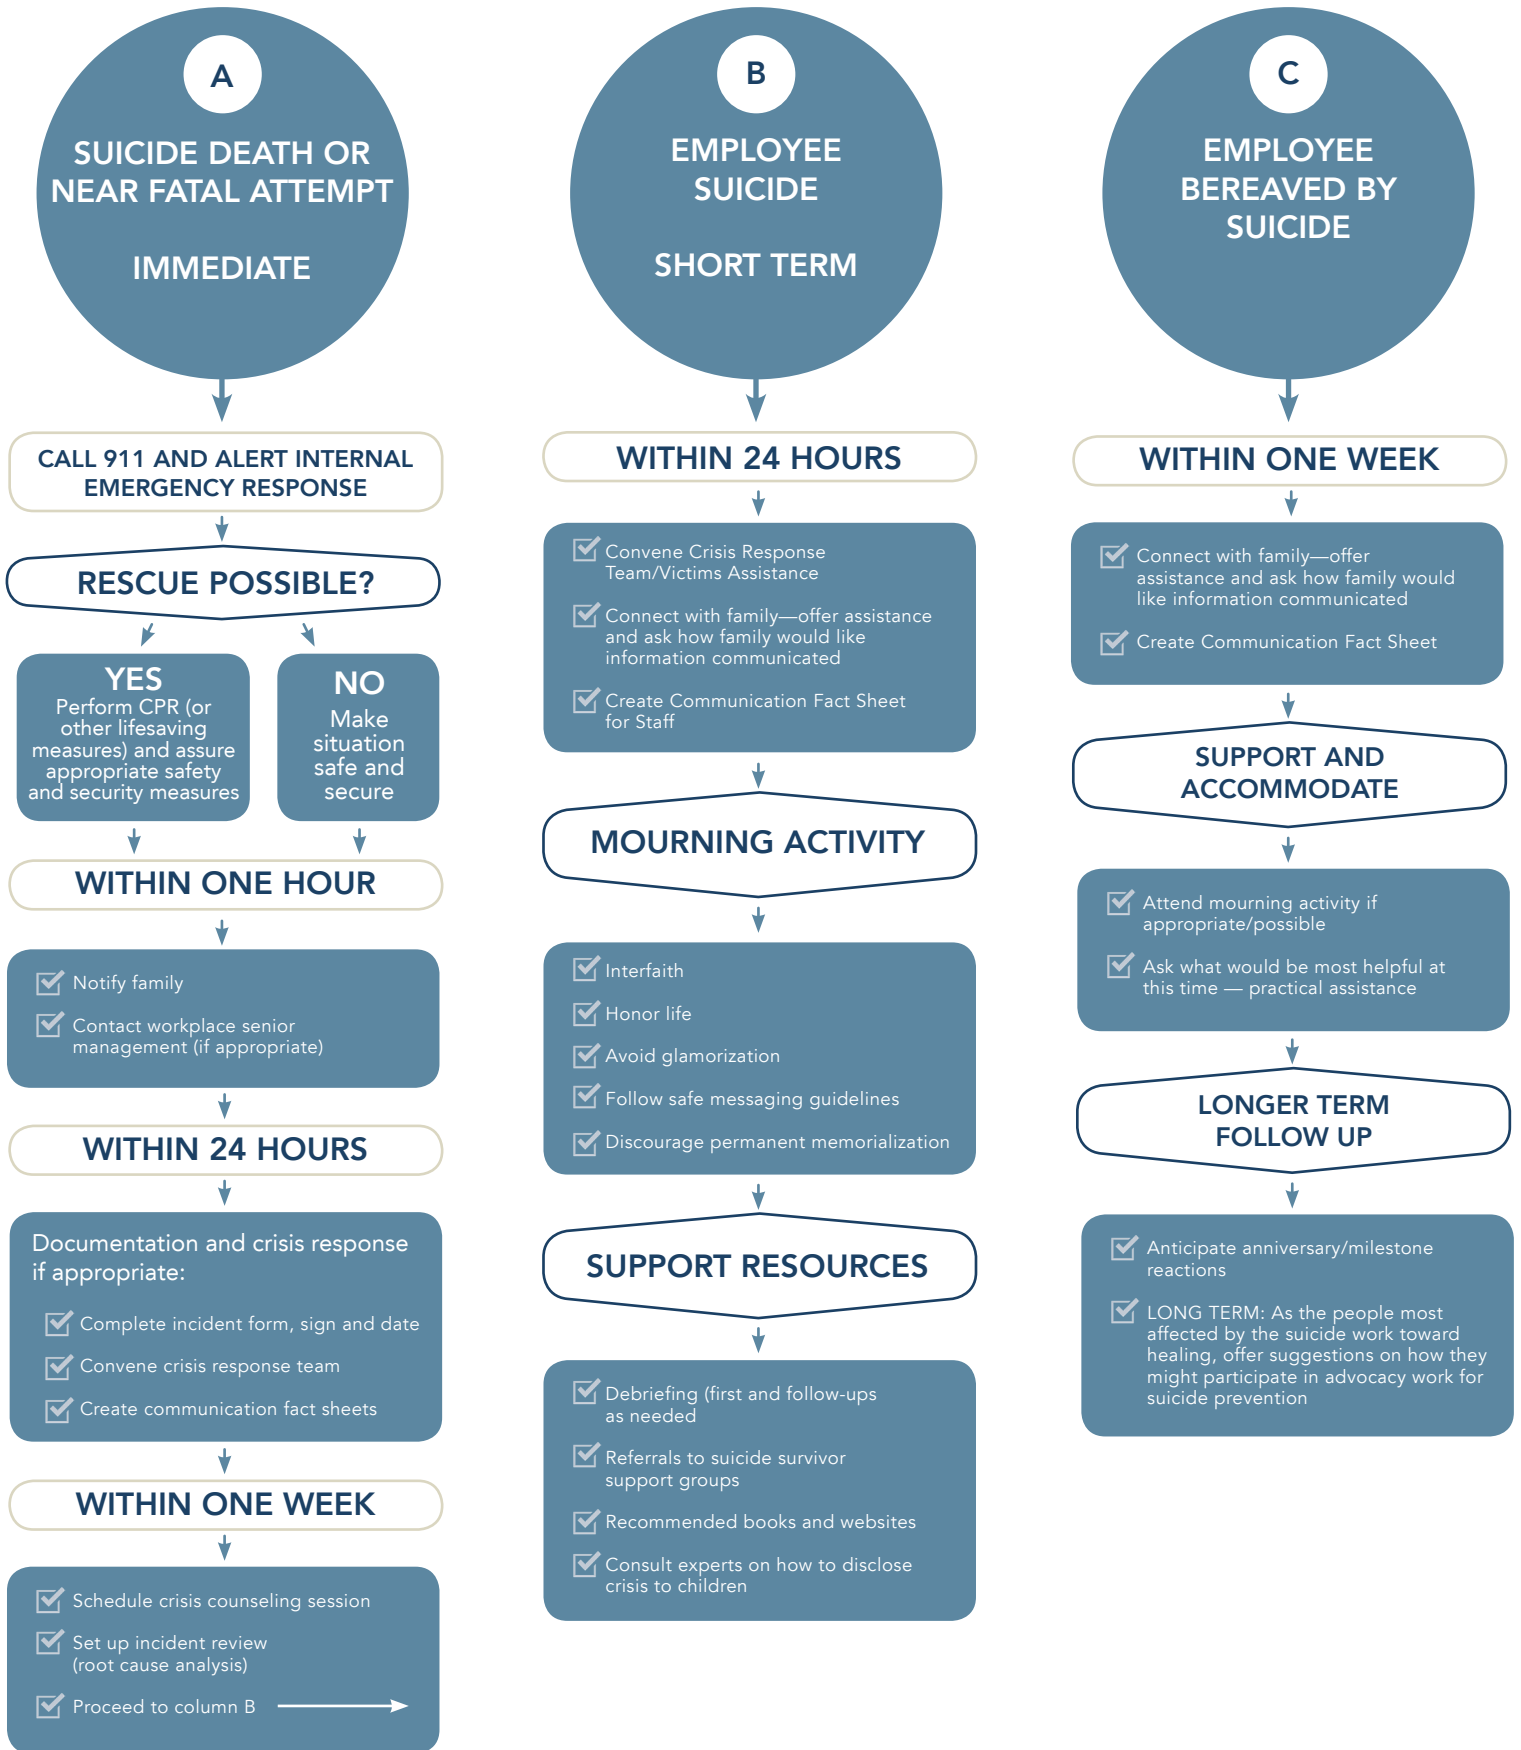 A
SUICIDE DEATH OR
NEAR FATAL ATTEMPT
IMMEDIATE
CALL 911 AND ALERT INTERNAL
EMERGENCY RESPONSE
RESCUE POSSIBLE?
YES
Perform CPR (or
other lifesaving
measures) and assure
appropriate safety
and security measures
NO
Make
situation
safe and
secure
WITHIN ONE HOUR
Notify family
Contact workplace senior
management (if appropriate)
WITHIN 24 HOURS
Documentation and crisis response
if appropriate:
Complete incident form, sign and date
Convene crisis response team
Create communication fact sheets
WITHIN ONE WEEK
Schedule crisis counseling session
Set up incident review
(root cause analysis)
Proceed to column B
B
EMPLOYEE
SUICIDE
SHORT TERM
WITHIN 24 HOURS
Convene Crisis Response
Team/Victims Assistance
Connect with family—offer assistance
and ask how family would like
information communicated
Create Communication Fact Sheet
for Staff
MOURNING ACTIVITY
Interfaith
Honor life
Avoid glamorization
Follow safe messaging guidelines
Discourage permanent memorialization
SUPPORT RESOURCES
Debriefing (first and follow-ups
as needed
Referrals to suicide survivor
support groups
Recommended books and websites
Consult experts on how to disclose
crisis to children
C
EMPLOYEE
BEREAVED BY
SUICIDE
WITHIN ONE WEEK
Connect with family—offer
assistance and ask how family would
like information communicated
Create Communication Fact Sheet
SUPPORT AND
ACCOMMODATE
Attend mourning activity if
appropriate/possible
Ask what would be most helpful at
this time — practical assistance
LONGER TERM
FOLLOW UP
Anticipate anniversary/milestone
reactions
LONG TERM: As the people most
affected by the suicide work toward
healing, offer suggestions on how they
might participate in advocacy work for
suicide prevention